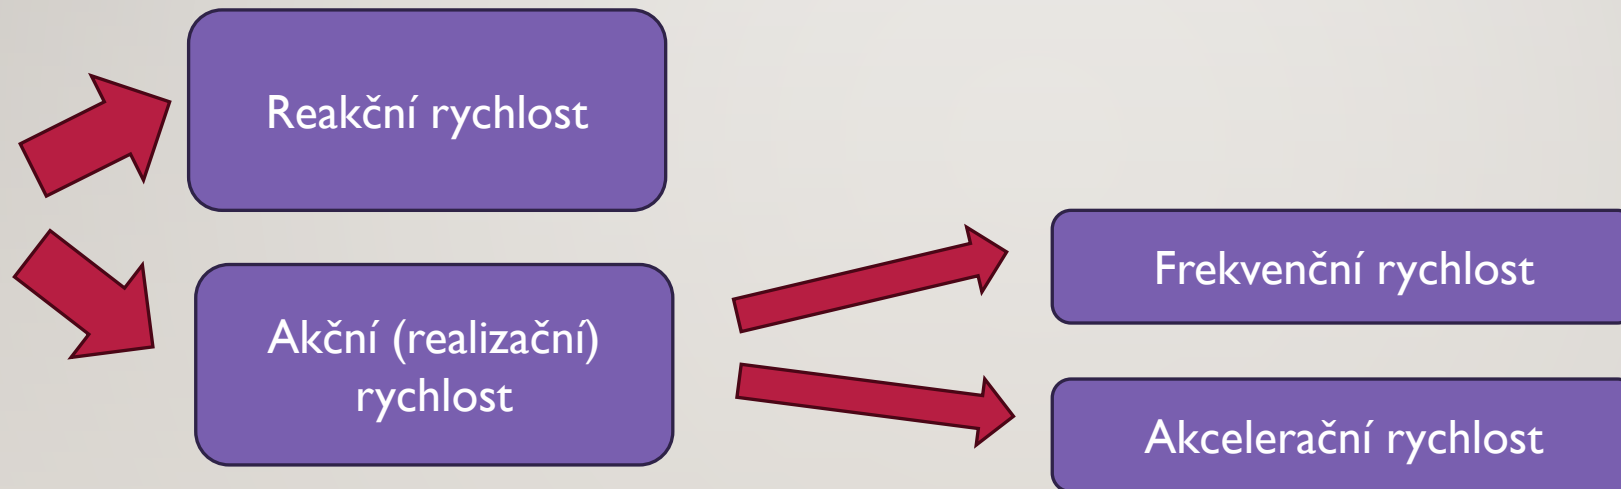 Reakční rychlost
Akční (realizační)
rychlost
Frekvenční rychlost
Akcelerační rychlost